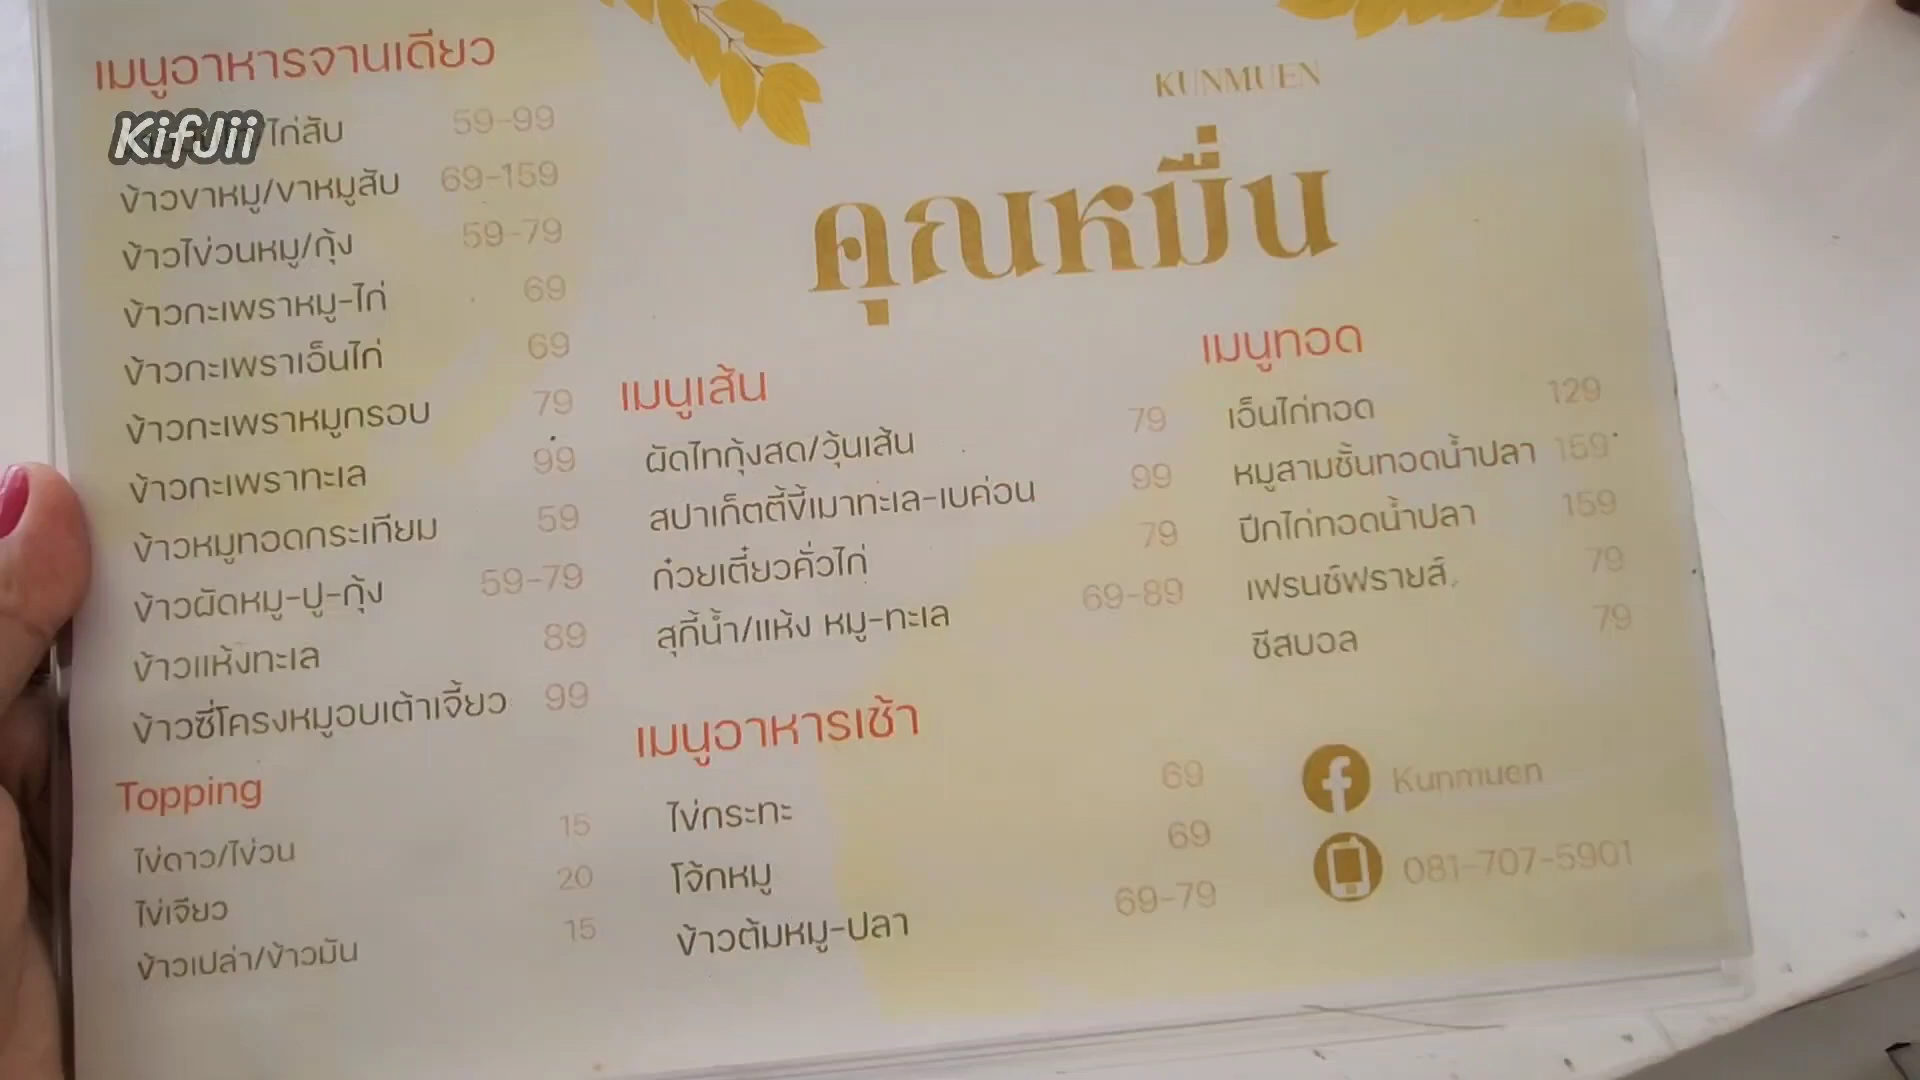 เมนูอาหารจานเดียว
KifJii
/ไก่สับ 59-99
ข้าวขาหมู/ขาหมูสับ 69-159
ข้าวไข่วนหมู/กุ้ง 59-79
ข้าวกะเพราหมู-ไก่ 69
ข้าวกะเพราเอ็นไก่ 69
ข้าวกะเพราหมูกรอบ 79
ข้าวกะเพราทะเล 99
ข้าวหมูทอดกระเทียม 59
ข้าวผัดหมู-ปู-กุ้ง 59-79
ข้าวแห้งทะเล 89
ข้าวซี่โครงหมูอบเต้าเจี้ยว 99
Topping
ไข่ดาว/ไข่วน 15
ไข่เจียว 20
ข้าวเปล่า/ข้าวมัน 15
KUNMUEN
คุณหมื่น
เมนูเส้น
ผัดไทกุ้งสด/วุ้นเส้น 79
สปาเก็ตตี้ขี้เมาทะเล-เบค่อน 99
ก๋วยเตี๋ยวคั่วไก่ 79
สุกี้น้ำ/แห้ง หมู-ทะเล 69-89
เมนูอาหารเช้า
ไข่กระทะ 69
โจ้กหมู 69
ข้าวต้มหมู-ปลา 69-79
เมนูทอด
เอ็นไก่ทอด 129
หมูสามชั้นทอดน้ำปลา 159
ปีกไก่ทอดน้ำปลา 159
เฟรนช์ฟรายส์ 79
ชีสบอล 79
Kunmuen
081-707-5901